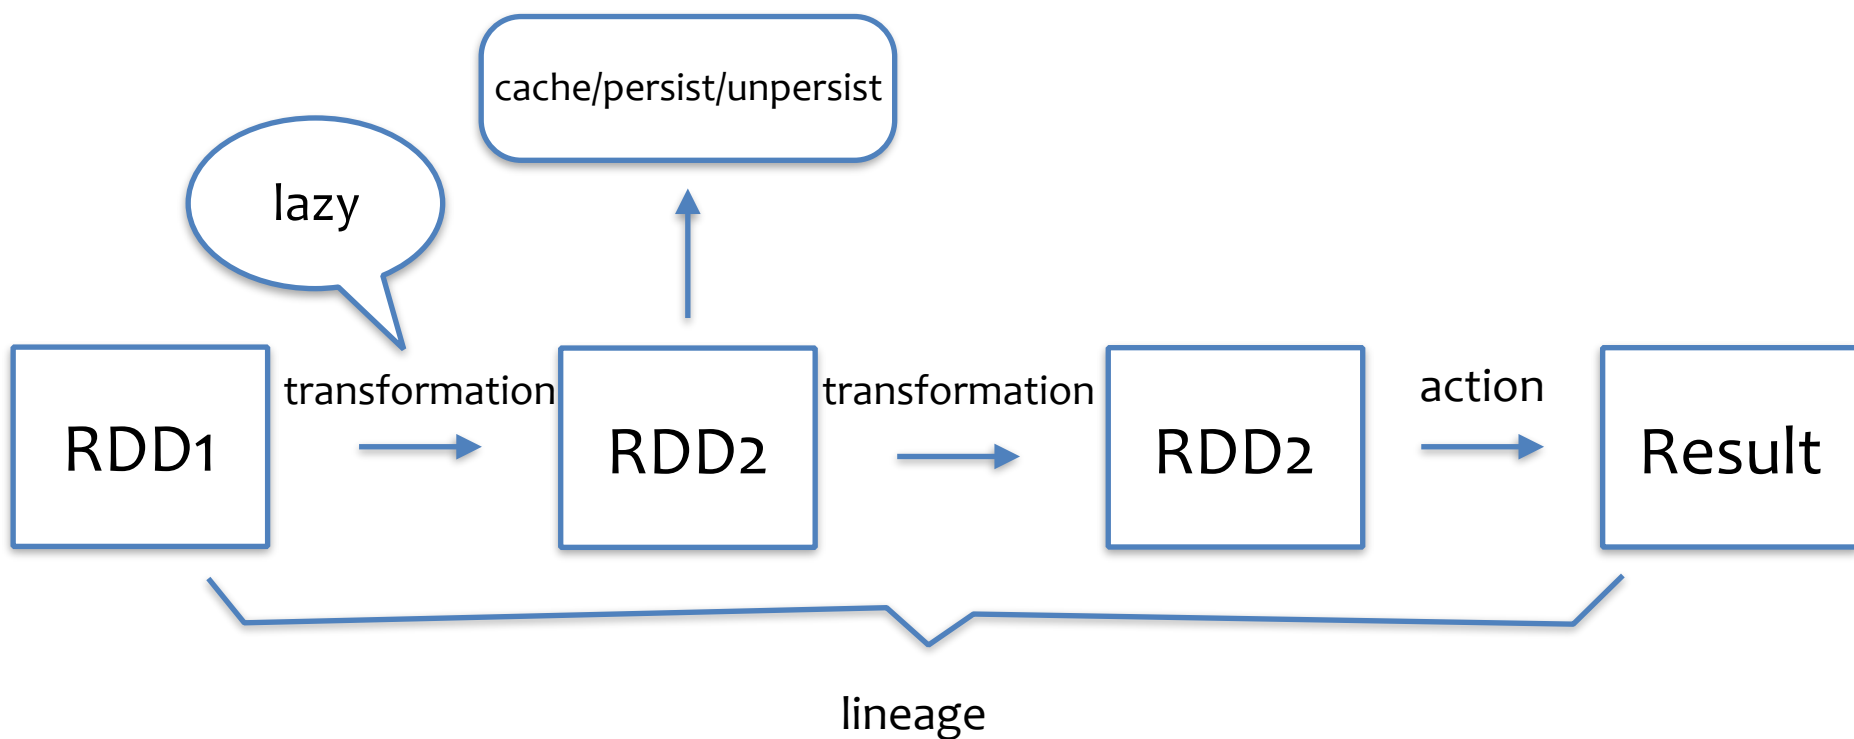 cache/persist/unpersist
lazy
transformation
transformation
action
RDD1
RDD2
RDD2
Result
lineage